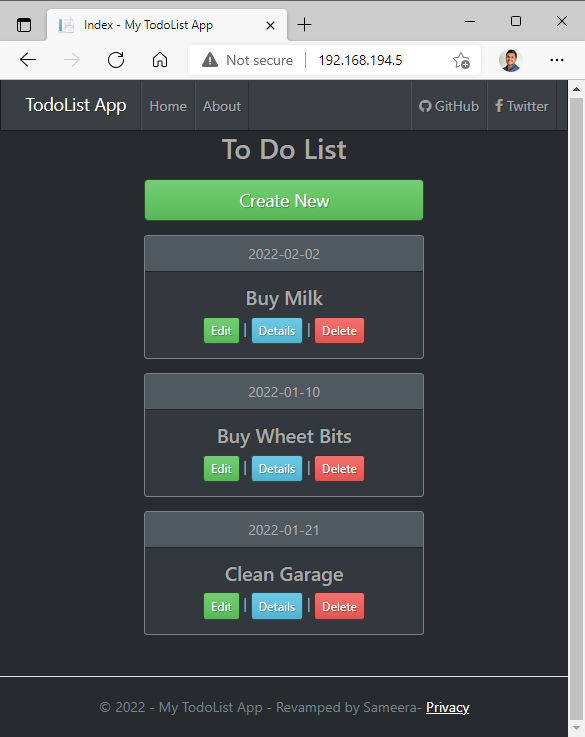 Index - My TodoList App
Not secure | 192.168.194.5
TodoList App Home About GitHub Twitter
To Do List
Create New
2022-02-02
Buy Milk
Edit | Details | Delete
2022-01-10
Buy Wheet Bits
Edit | Details | Delete
2022-01-21
Clean Garage
Edit | Details | Delete
© 2022 - My TodoList App - Revamped by Sameera- Privacy